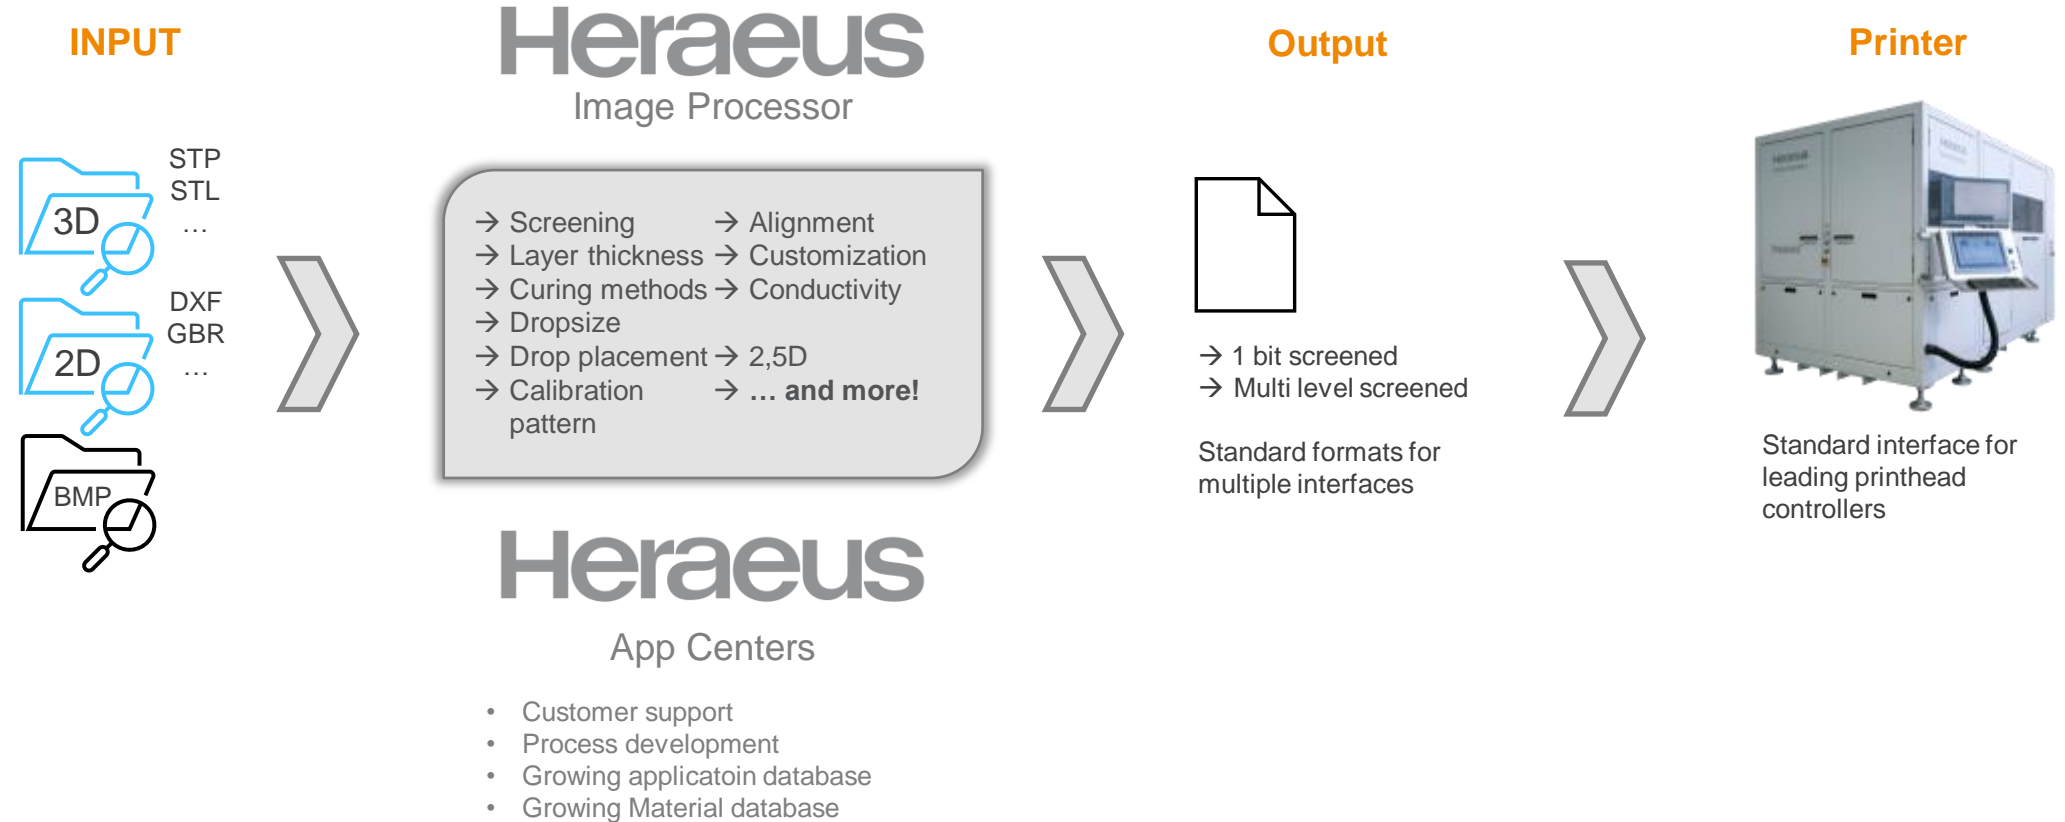 INPUT
Heraeus
Image Processor
Output
Printer
STP
STL
…
3D
DXF
GBR
…
2D
BMP
→ Screening
→ Layer thickness
→ Curing methods
→ Dropsize
→ Drop placement
→ Calibration
pattern
→ Alignment
→ Customization
→ Conductivity
→ 2,5D
→ … and more!
→ 1 bit screened
→ Multi level screened
Standard formats for
multiple interfaces
Heraeus
Standard interface for
leading printhead
controllers
Heraeus
App Centers
• Customer support
• Process development
• Growing applicatoin database
• Growing Material database